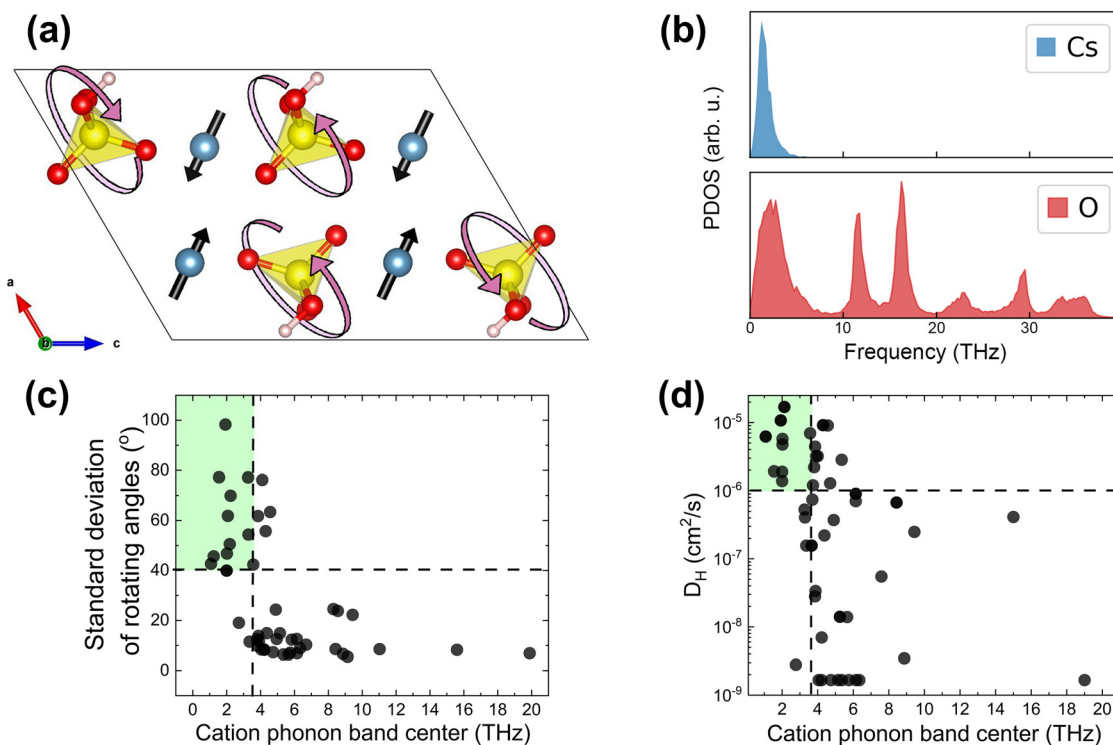 (a)
a
b
c
(b)
PDOS (arb. u.)
Cs
O
0 10 20 30
Frequency (THz)
(c)
Standard deviation
of rotating angles (°)
100
80
60
40
20
0
0 2 4 6 8 10 12 14 16 18 20
Cation phonon band center (THz)
(d)
D_H (cm²/s)
10⁻⁵
10⁻⁶
10⁻⁷
10⁻⁸
10⁻⁹
0 2 4 6 8 10 12 14 16 18 20
Cation phonon band center (THz)